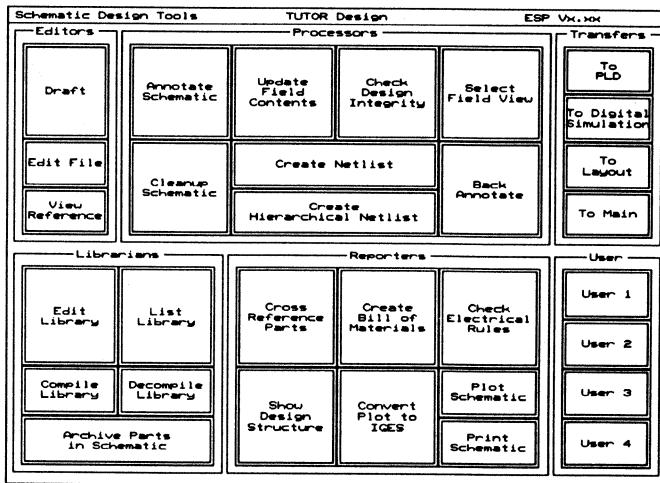 Schematic Design Tools TUTOR Design ESP Vx.xx
Editors
Draft
Edit File
View
Reference
Processors
Annotate
Schematic
Update
Field
Contents
Check
Design
Integrity
Select
Field View
Cleanup
Schematic
Create Netlist
Create
Hierarchical Netlist
Back
Annotate
Transfers
To
PLD
To Digital
Simulation
To
Layout
To Main
Librarians
Edit
Library
List
Library
Compile
Library
Decompile
Library
Archive Parts
in Schematic
Reporters
Cross
Reference
Parts
Create
Bill of
Materials
Check
Electrical
Rules
Show
Design
Structure
Convert
Plot to
IGES
Plot
Schematic
Print
Schematic
User
User 1
User 2
User 3
User 4